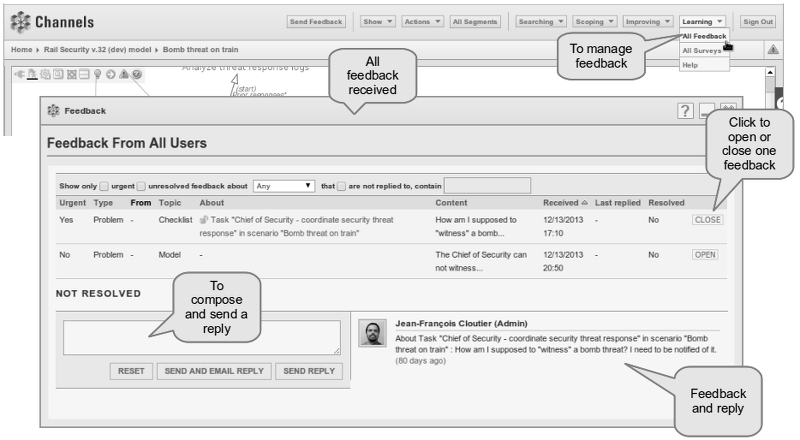 Channels
Send Feedback Show Actions All Segments Searching Scoping Improving Learning Sign Out
Home Rail Security v.32 (dev) model Bomb threat on train
All Feedback
All Surveys
Help
To manage
feedback
All
feedback
received
Analyze threat response logs
(start)
Feedback
?
Click to
open or
close one
feedback
Feedback From All Users
Show only urgent unresolved feedback about Any that are not replied to, contain
Urgent Type From Topic About Content Received Last replied Resolved
Yes Problem - Checklist Task "Chief of Security - coordinate security threat How am I supposed to 12/13/2013 - No CLOSE
response" in scenario "Bomb threat on train" "witness" a bomb... 17:10
No Problem - Model - The Chief of Security can 12/13/2013 - No OPEN
not witness... 20:50
NOT RESOLVED
To
compose
and send a
reply
Jean-François Cloutier (Admin)
About Task "Chief of Security - coordinate security threat response" in scenario "Bomb
threat on train" : How am I supposed to "witness" a bomb threat? I need to be notified of it.
(80 days ago)
RESET SEND AND EMAIL REPLY SEND REPLY
Feedback
and reply